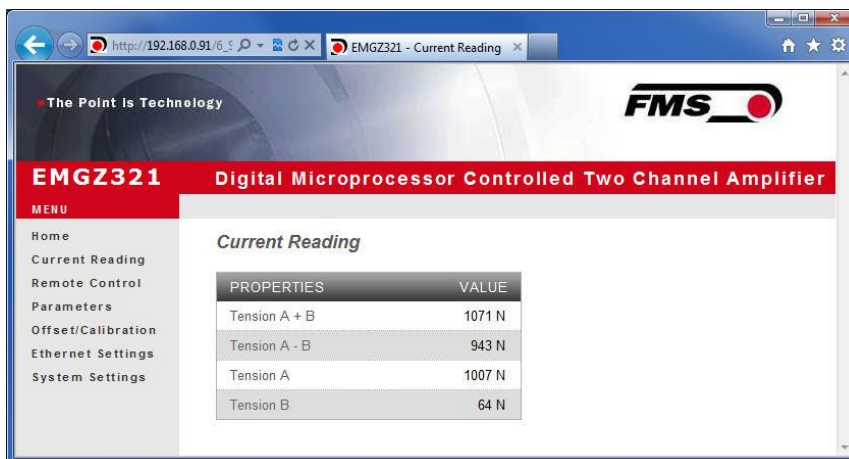 http://192.168.0.91/6_S
EMGZ321 - Current Reading
The Point is Technology
FMS
EMGZ321 Digital Microprocessor Controlled Two Channel Amplifier
MENU
Home
Current Reading
Remote Control
Parameters
Offset/Calibration
Ethernet Settings
System Settings
Current Reading
PROPERTIES VALUE
Tension A + B 1071 N
Tension A - B 943 N
Tension A 1007 N
Tension B 64 N